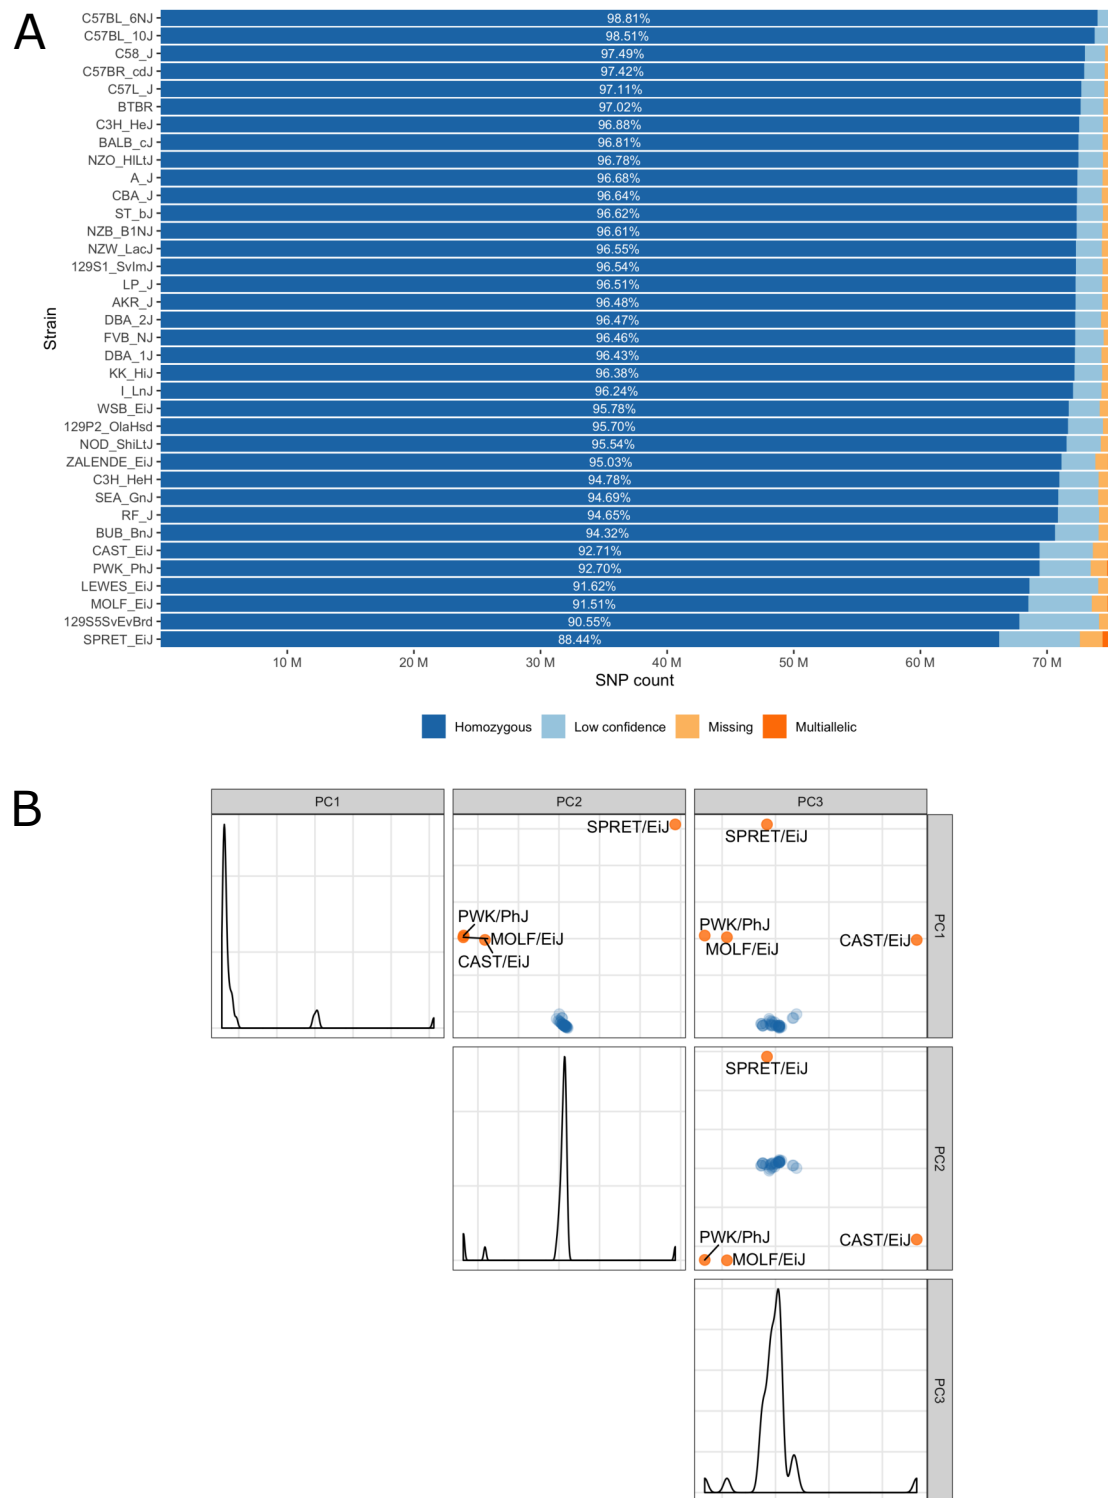 A
C57BL_6NJ 98.81%
C57BL_10J 98.51%
C58_J 97.49%
C57BR_cdJ 97.42%
C57L_J 97.11%
BTBR 97.02%
C3H_HeJ 96.88%
BALB_cJ 96.81%
NZO_HlLtJ 96.78%
A_J 96.68%
CBA_J 96.64%
ST_bJ 96.62%
NZB_B1NJ 96.61%
NZW_LacJ 96.55%
129S1_SvImJ 96.54%
LP_J 96.51%
AKR_J 96.48%
DBA_2J 96.47%
FVB_NJ 96.46%
DBA_1J 96.43%
KK_HiJ 96.38%
I_LnJ 96.24%
WSB_EiJ 95.78%
129P2_OlaHsd 95.70%
NOD_ShiLtJ 95.54%
ZALENDE_EiJ 95.03%
C3H_HeH 94.78%
SEA_GnJ 94.69%
RF_J 94.65%
BUB_BnJ 94.32%
CAST_EiJ 92.71%
PWK_PhJ 92.70%
LEWES_EiJ 91.62%
MOLF_EiJ 91.51%
129S5SvEvBrd 90.55%
SPRET_EiJ 88.44%
Strain
10 M 20 M 30 M 40 M 50 M 60 M 70 M
SNP count
Homozygous Low confidence Missing Multiallelic
B
PC1 PC2 PC3
SPRET/EiJ
PWK/PhJ
MOLF/EiJ
CAST/EiJ
SPRET/EiJ
PWK/PhJ
MOLF/EiJ
CAST/EiJ
PC1
SPRET/EiJ
PWK/PhJ
MOLF/EiJ
CAST/EiJ
PC2
PC3